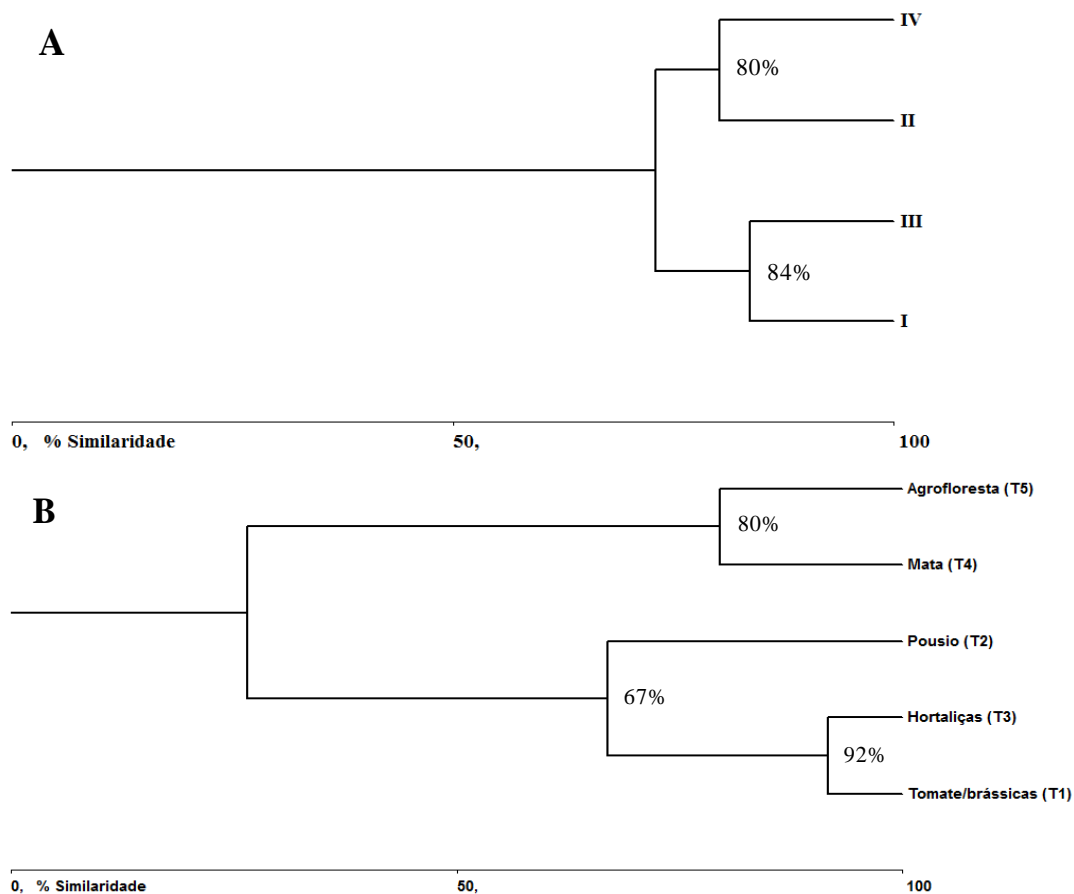 A
IV
80%
II
III
84%
I
0, % Similaridade 50, 100
B
Agrofloresta (T5)
80%
Mata (T4)
Pousio (T2)
67%
Hortaliças (T3)
92%
Tomate/brássicas (T1)
0, % Similaridade 50, 100